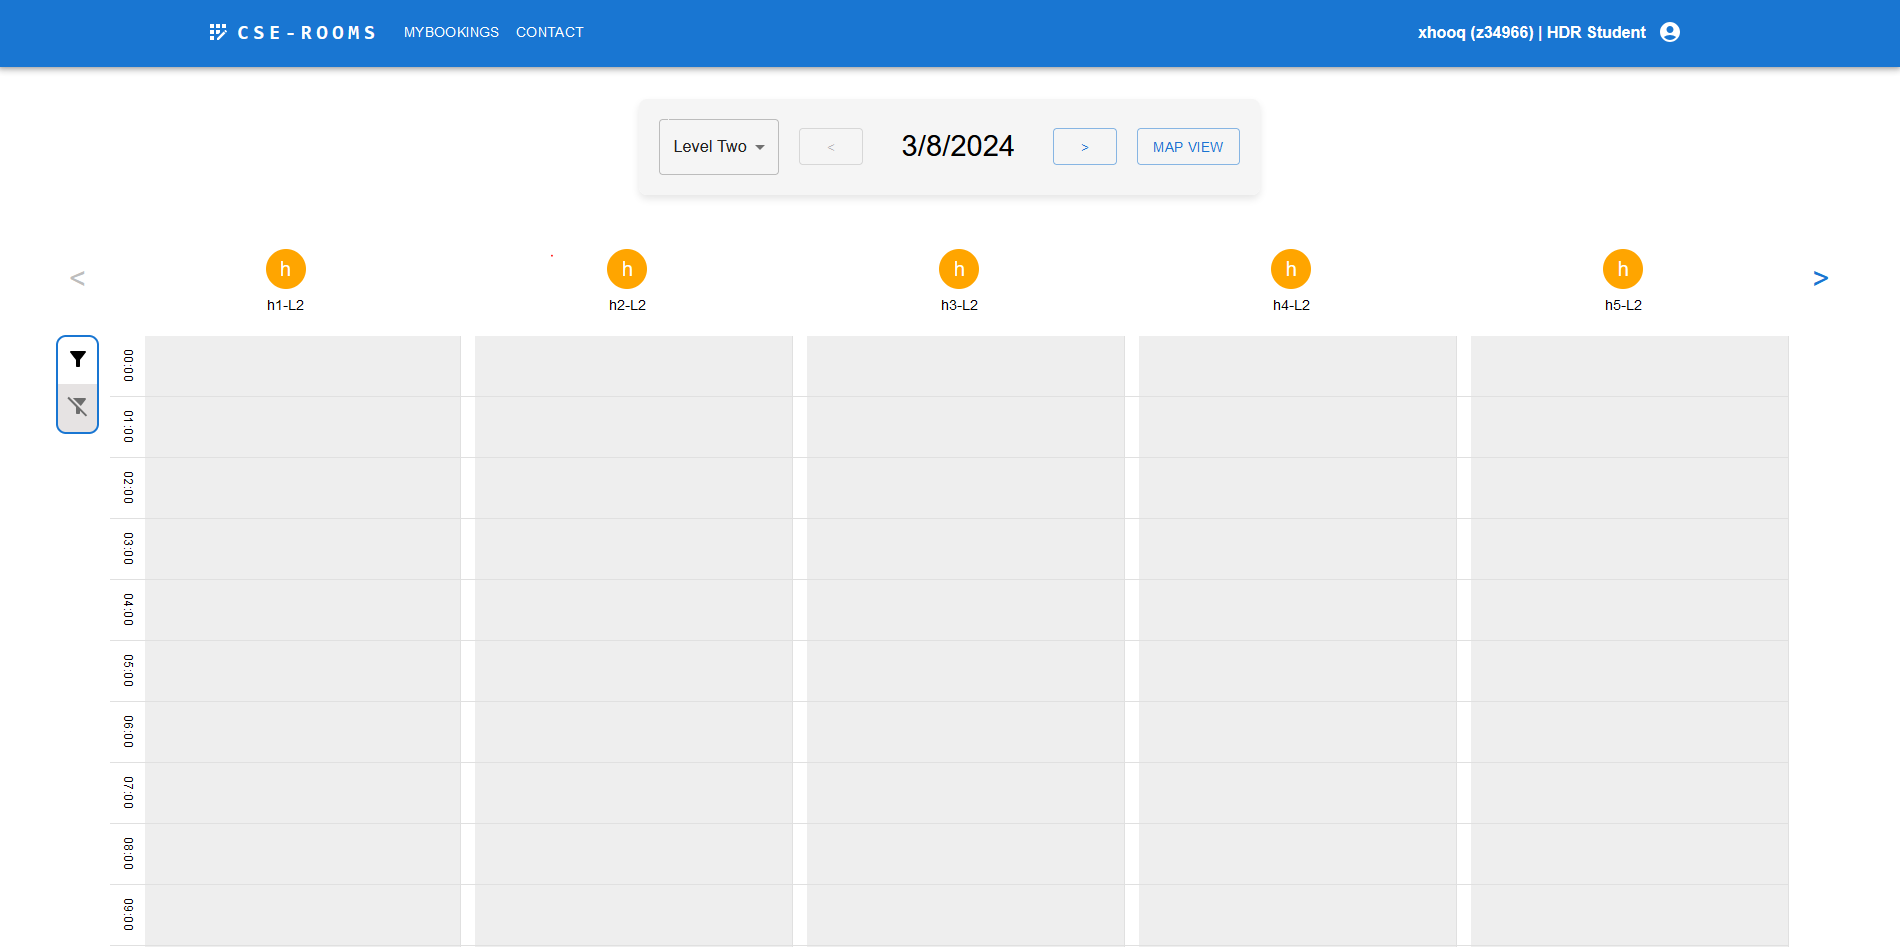 CSE-ROOMS MYBOOKINGS CONTACT xhooq (z34966) | HDR Student
Level Two < 3/8/2024 > MAP VIEW
< h h h h h >
h1-L2 h2-L2 h3-L2 h4-L2 h5-L2
00:00
01:00
02:00
03:00
04:00
05:00
06:00
07:00
08:00
09:00